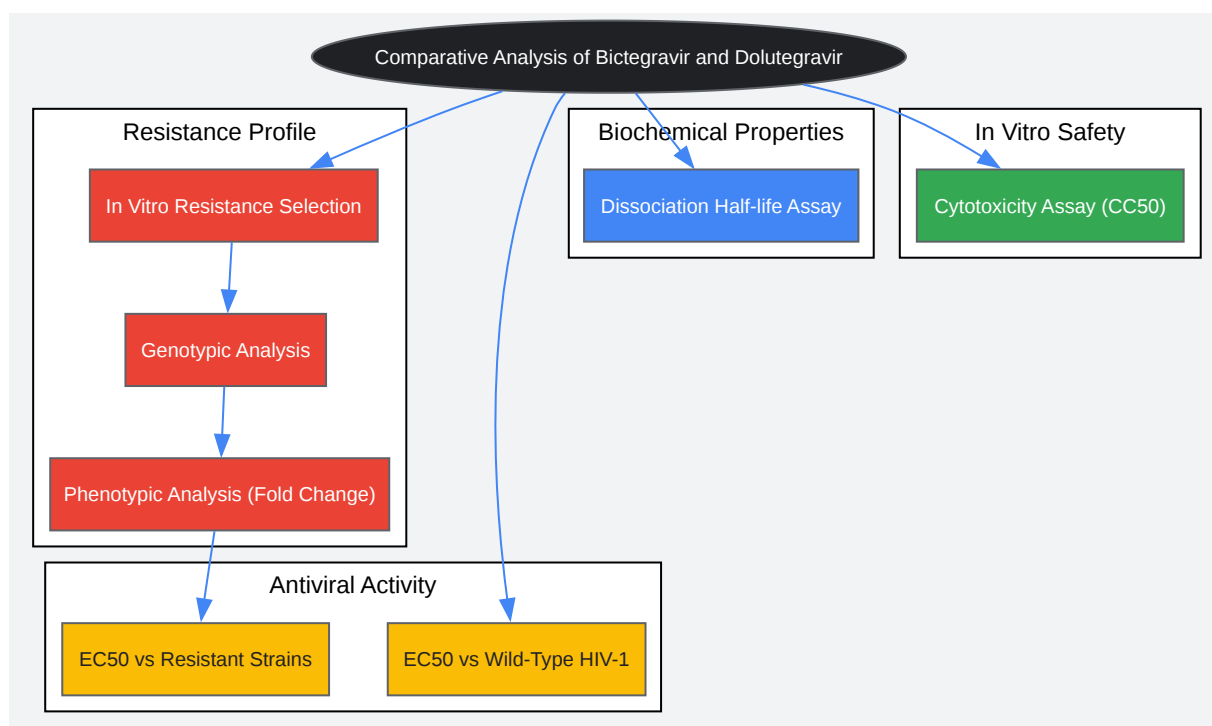 Comparative Analysis of Bictegravir and Dolutegravir
Resistance Profile
In Vitro Resistance Selection
Genotypic Analysis
Phenotypic Analysis (Fold Change)
Biochemical Properties
Dissociation Half-life Assay
In Vitro Safety
Cytotoxicity Assay (CC50)
Antiviral Activity
EC50 vs Resistant Strains
EC50 vs Wild-Type HIV-1